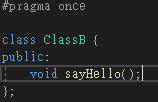 #pragma once
class ClassB {
public:
    void sayHello();
};